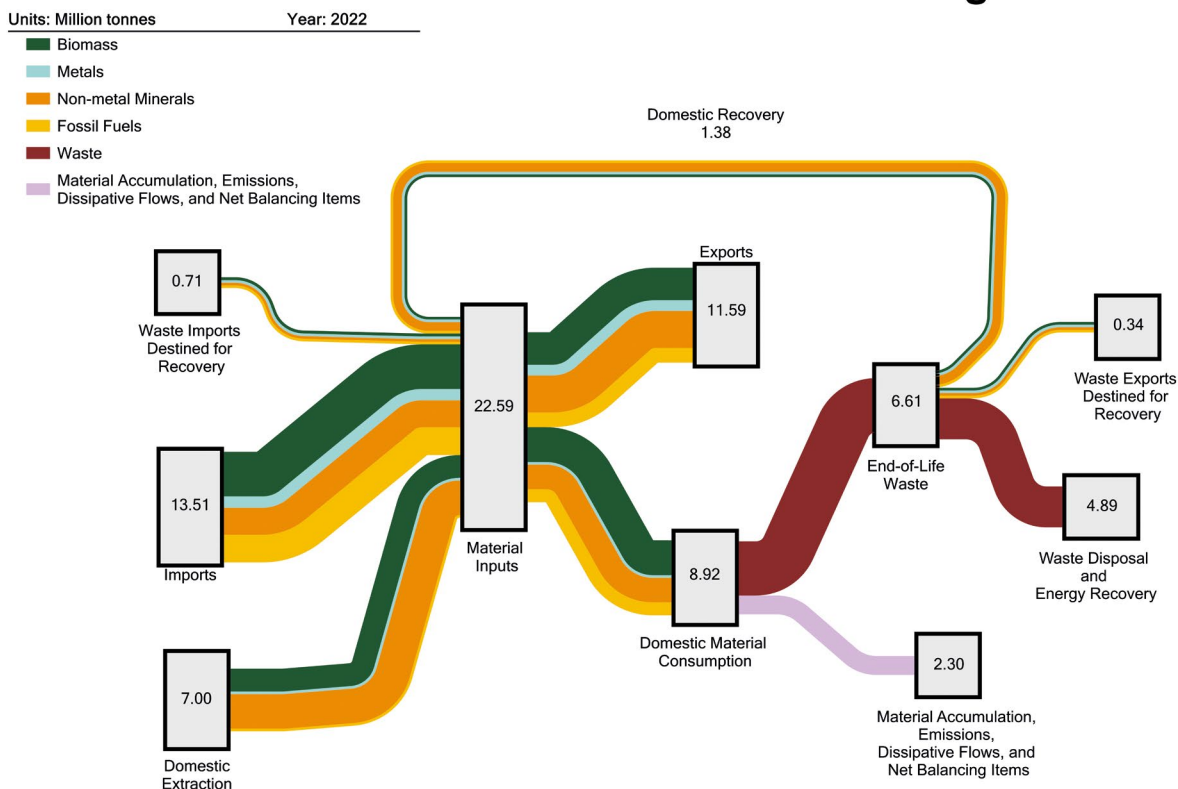 Units: Million tonnes Year: 2022
Biomass
Metals
Non-metal Minerals
Fossil Fuels
Waste
Material Accumulation, Emissions,
Dissipative Flows, and Net Balancing Items
Domestic Recovery
1.38
0.71
Waste Imports
Destined for
Recovery
Exports
11.59
13.51
Imports
22.59
Material
Inputs
7.00
Domestic
Extraction
8.92
Domestic Material
Consumption
6.61
End-of-Life
Waste
0.34
Waste Exports
Destined for
Recovery
4.89
Waste Disposal
and
Energy Recovery
2.30
Material Accumulation,
Emissions,
Dissipative Flows, and
Net Balancing Items